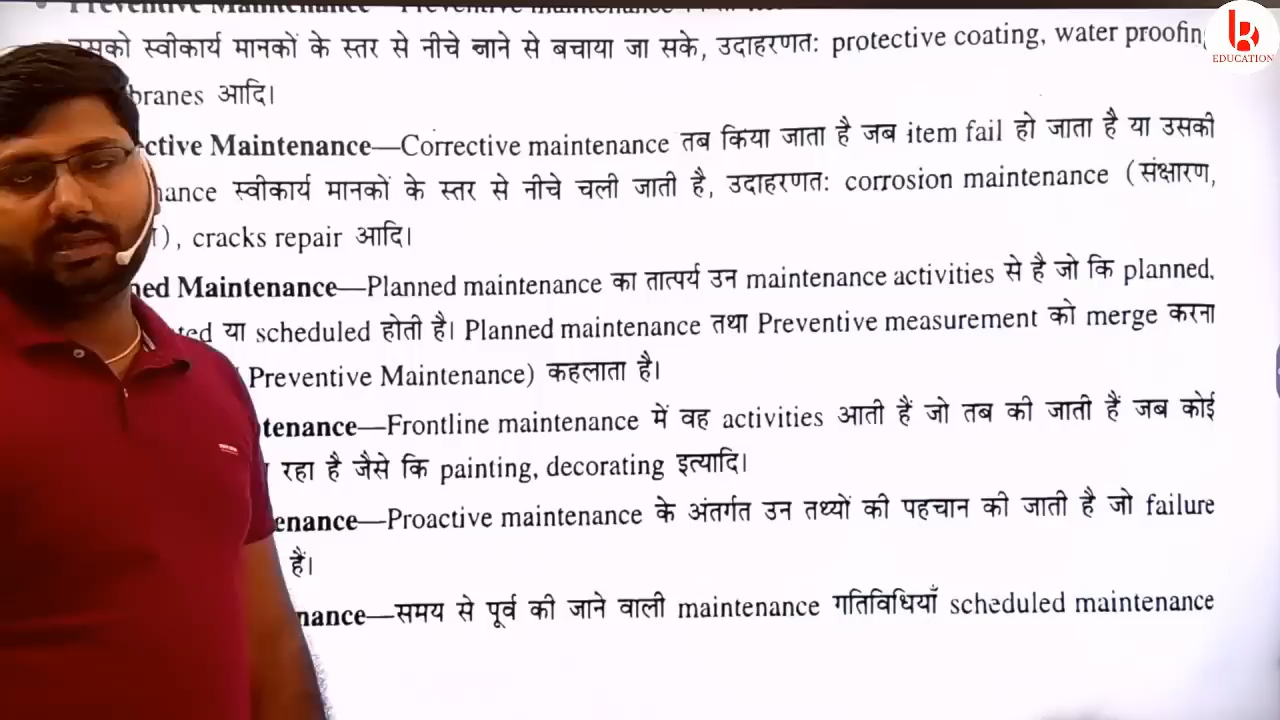 Preventive Maintenance—Preventive maintenance
उसको स्वीकार्य मानकों के स्तर से नीचे जाने से बचाया जा सके, उदाहरणत: protective coating, water proofing
branes आदि।
ctive Maintenance—Corrective maintenance तब किया जाता है जब item fail हो जाता है या उसकी
nance स्वीकार्य मानकों के स्तर से नीचे चली जाती है, उदाहरणत: corrosion maintenance (संक्षारण,
), cracks repair आदि।
ned Maintenance—Planned maintenance का तात्पर्य उन maintenance activities से है जो कि planned,
ted या scheduled होती है। Planned maintenance तथा Preventive measurement को merge करना
Preventive Maintenance) कहलाता है।
tenance—Frontline maintenance में वह activities आती हैं जो तब की जाती हैं जब कोई
रहा है जैसे कि painting, decorating इत्यादि।
enance—Proactive maintenance के अंतर्गत उन तथ्यों की पहचान की जाती है जो failure
हैं।
nance—समय से पूर्व की जाने वाली maintenance गतिविधियाँ scheduled maintenance
EDUCATION